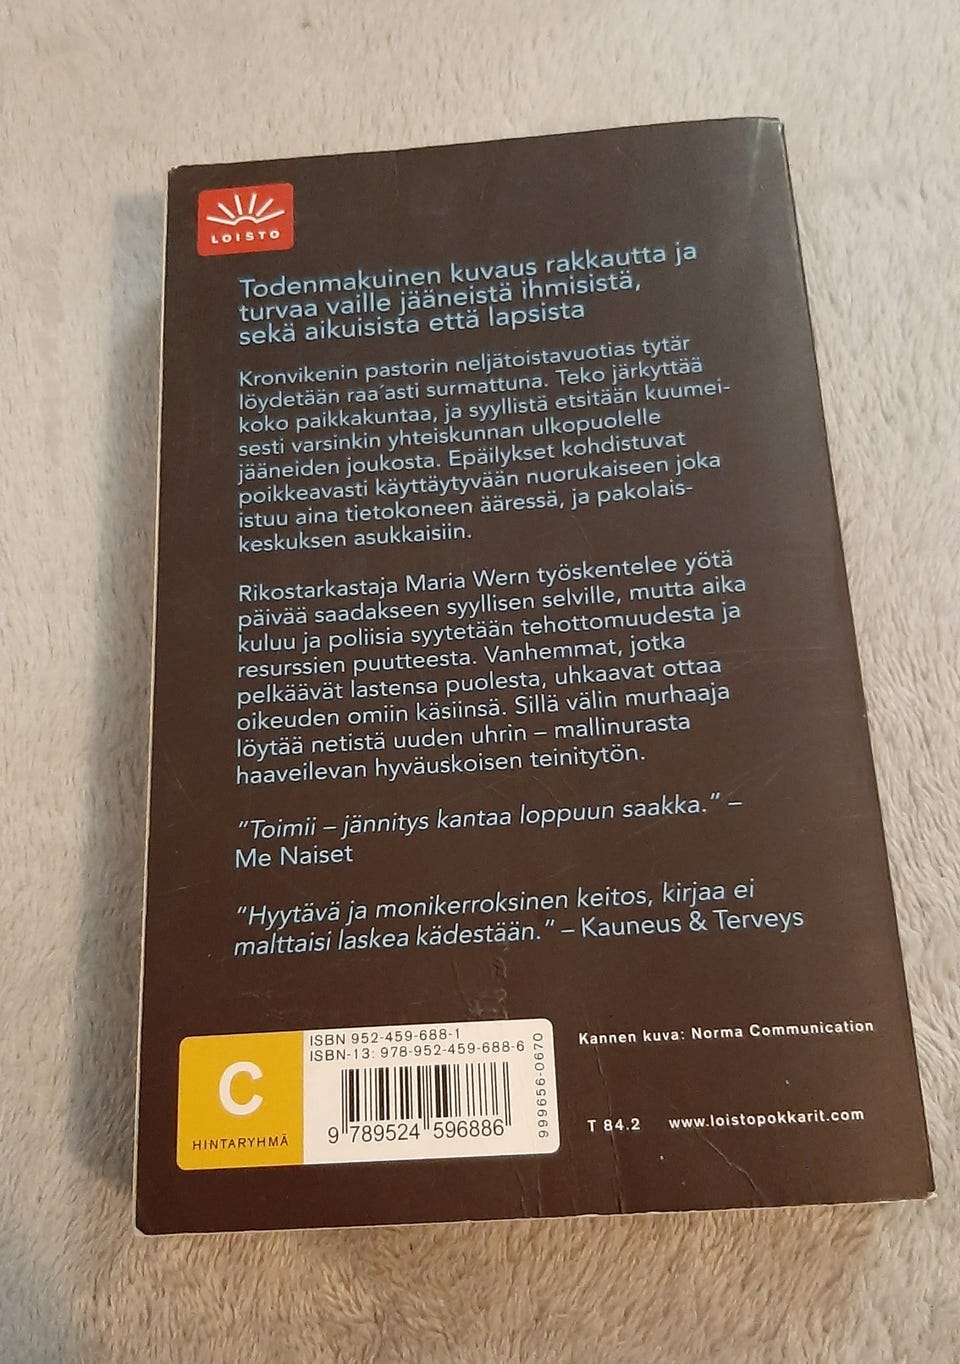 LOISTO
Todenmakuinen kuvaus rakkautta ja
turvaa vaille jääneistä ihmisistä,
sekä aikuisista että lapsista
Kronvikenin pastorin neljätoistavuotias tytär
löydetään raa´asti surmattuna. Teko järkyttää
koko paikkakuntaa, ja syyllistä etsitään kuumei-
sesti varsinkin yhteiskunnan ulkopuolelle
jääneiden joukosta. Epäilykset kohdistuvat
poikkeavasti käyttäytyvään nuorukaiseen joka
istuu aina tietokoneen ääressä, ja pakolais-
keskuksen asukkaisiin.
Rikostarkastaja Maria Wern työskentelee yötä
päivää saadakseen syyllisen selville, mutta aika
kuluu ja poliisia syytetään tehottomuudesta ja
resurssien puutteesta. Vanhemmat, jotka
pelkäävät lastensa puolesta, uhkaavat ottaa
oikeuden omiin käsiinsä. Sillä välin murhaaja
löytää netistä uuden uhrin – mallinurasta
haaveilevan hyväuskoisen teinitytön.
"Toimii – jännitys kantaa loppuun saakka." –
Me Naiset
"Hyytävä ja monikerroksinen keitos, kirjaa ei
malttaisi laskea kädestään." – Kauneus & Terveys
C
HINTARYHMÄ
ISBN 952-459-688-1
ISBN-13: 978-952-459-688-6
9 789524 596886
999656-0670
Kannen kuva: Norma Communication
T 84.2 www.loistopokkarit.com